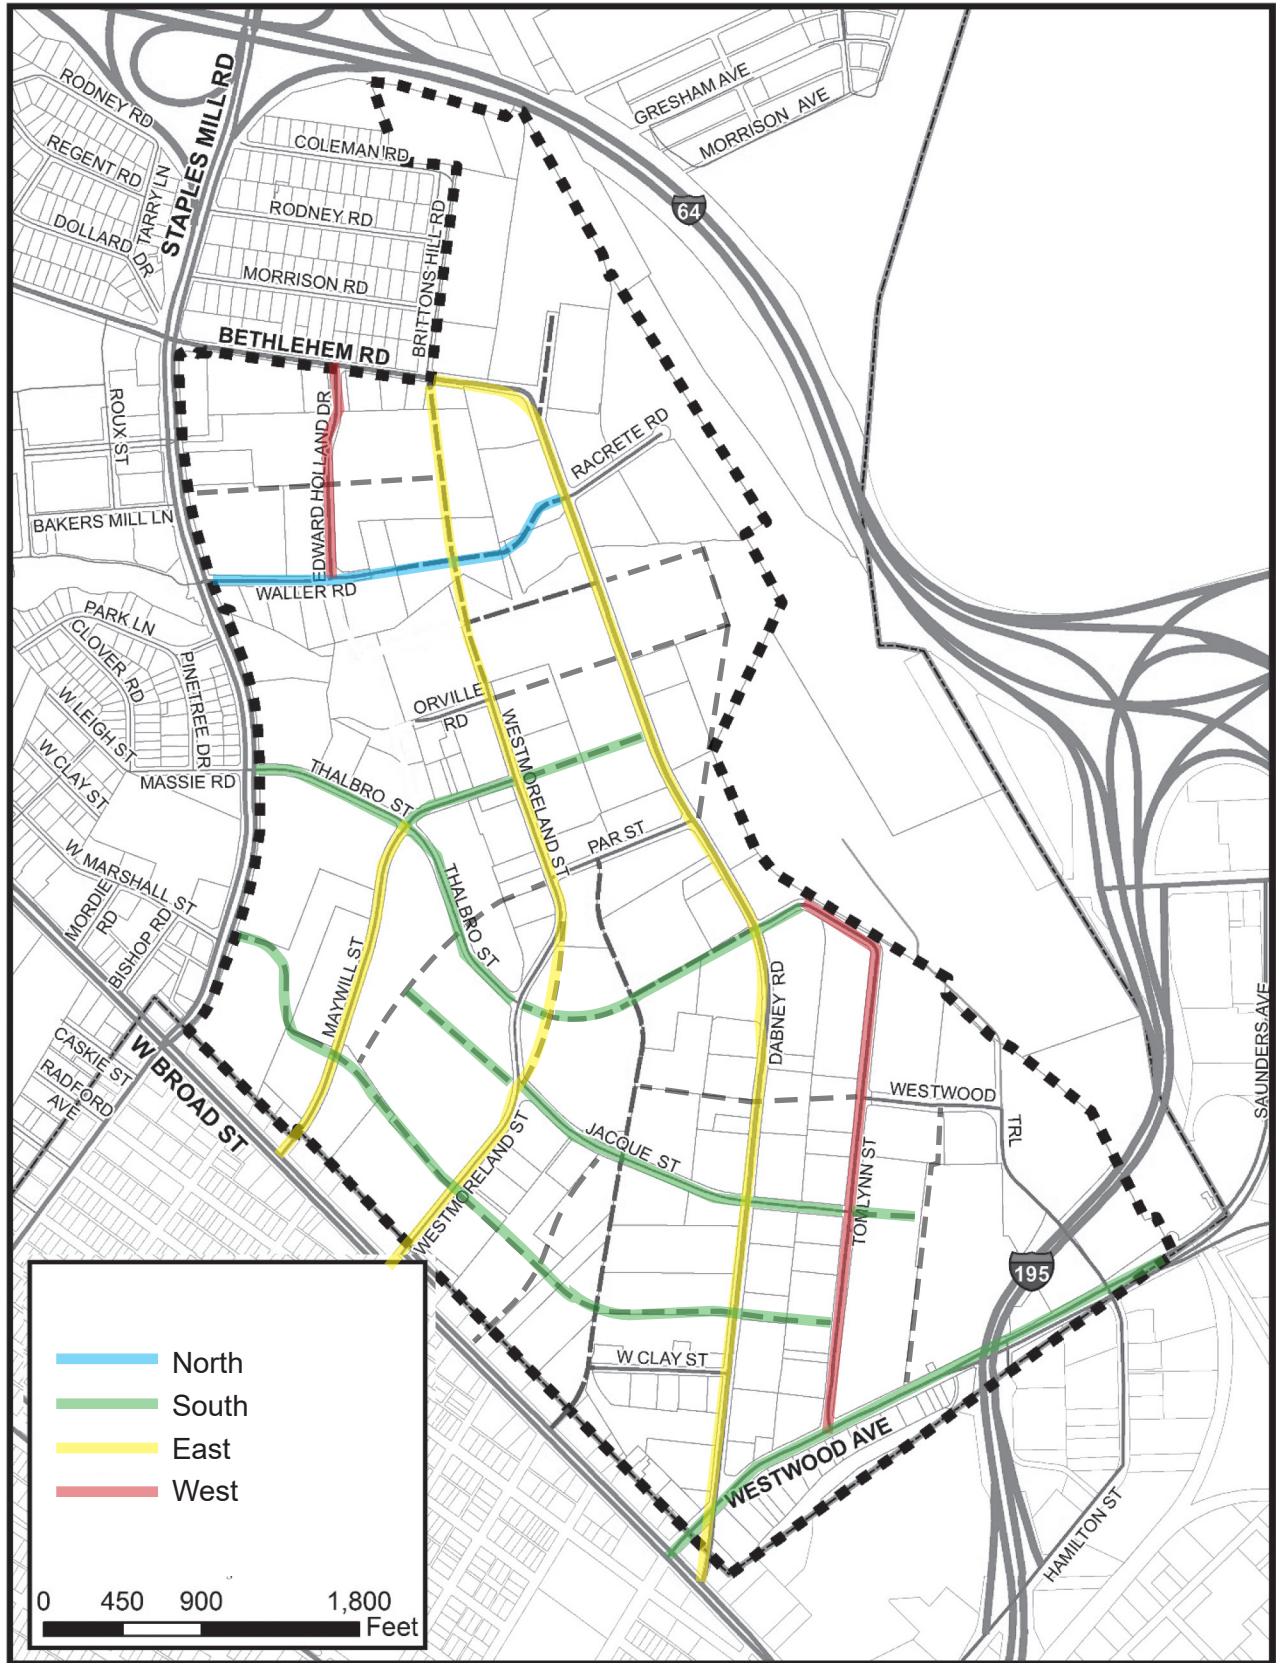 STAPLES MILL RD
RODNEY RD
REGENT RD
TARRY LN
DOLLARD DR
COLEMAN RD
RODNEY RD
MORRISON RD
BRITTONS HILL RD
GRESHAM AVE
MORRISON AVE
64
BETHLEHEM RD
ROUX ST
EDWARD HOLLAND DR
RACRETE RD
BAKERS MILL LN
WALLER RD
PARK LN
CLOVER RD
PINETREE DR
W LEIGH ST
W CLAY ST
MASSIE RD
ORVILLE
RD
WESTMORELAND ST
THALBRO ST
THALBRO ST
PAR ST
W MARSHALL ST
MORDIE
RD
BISHOP RD
MAYWILL ST
DABNEY RD
CASKIE ST
RADFORD
AVE
W BROAD ST
WESTWOOD
TRL
SAUNDERS AVE
JACQUE ST
WESTMORELAND ST
TOMLYNN ST
195
W CLAY ST
WESTWOOD AVE
HAMILTON ST
North
South
East
West
0 450 900 1,800
Feet